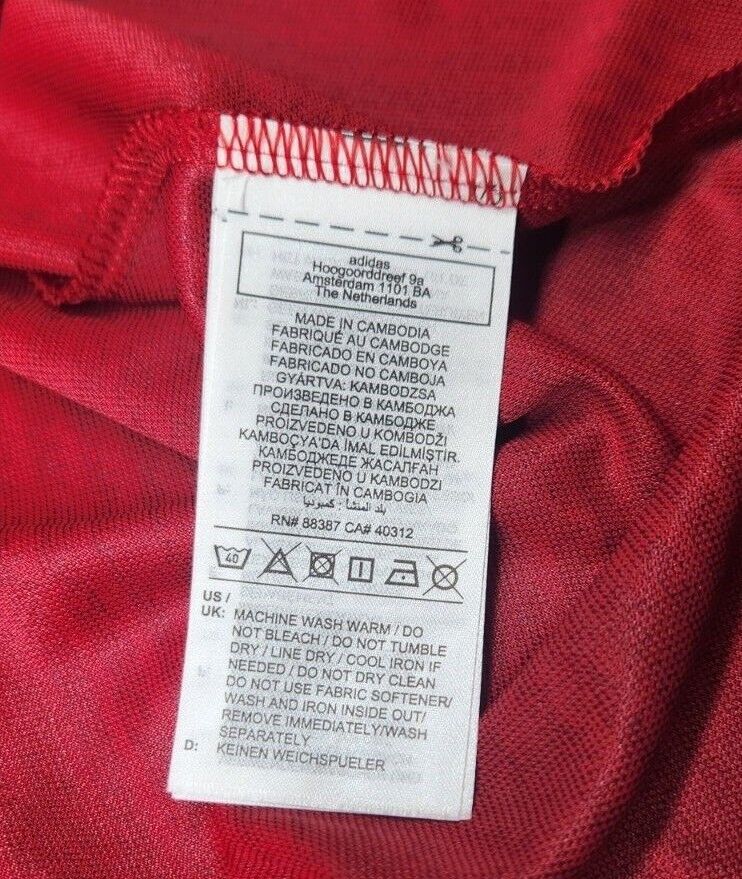 adidas
Hoogoorddreef 9a
Amsterdam 1101 BA
The Netherlands
MADE IN CAMBODIA
FABRIQUÉ AU CAMBODGE
FABRICADO EN CAMBOYA
FABRICADO NO CAMBOJA
GYÁRTVA: KAMBODZSA
ПРОИЗВЕДЕНО В КАМБОДЖА
СДЕЛАНО В КАМБОДЖЕ
PROIZVEDENO U KOMBODŽI
KAMBOÇYA'DA İMAL EDİLMİŞTİR
КАМБОДЖЕДЕ ЖАСАЛҒАН
PROIZVEDENO U KAMBODZI
FABRICAT ÎN CAMBOGIA
بلد المنشأ : كمبوديا
RN# 88387 CA# 40312
40
US /
UK: MACHINE WASH WARM / DO
NOT BLEACH / DO NOT TUMBLE
DRY / LINE DRY / COOL IRON IF
NEEDED / DO NOT DRY CLEAN
DO NOT USE FABRIC SOFTENER/
WASH AND IRON INSIDE OUT/
REMOVE IMMEDIATELY/WASH
SEPARATELY
D: KEINEN WEICHSPUELER